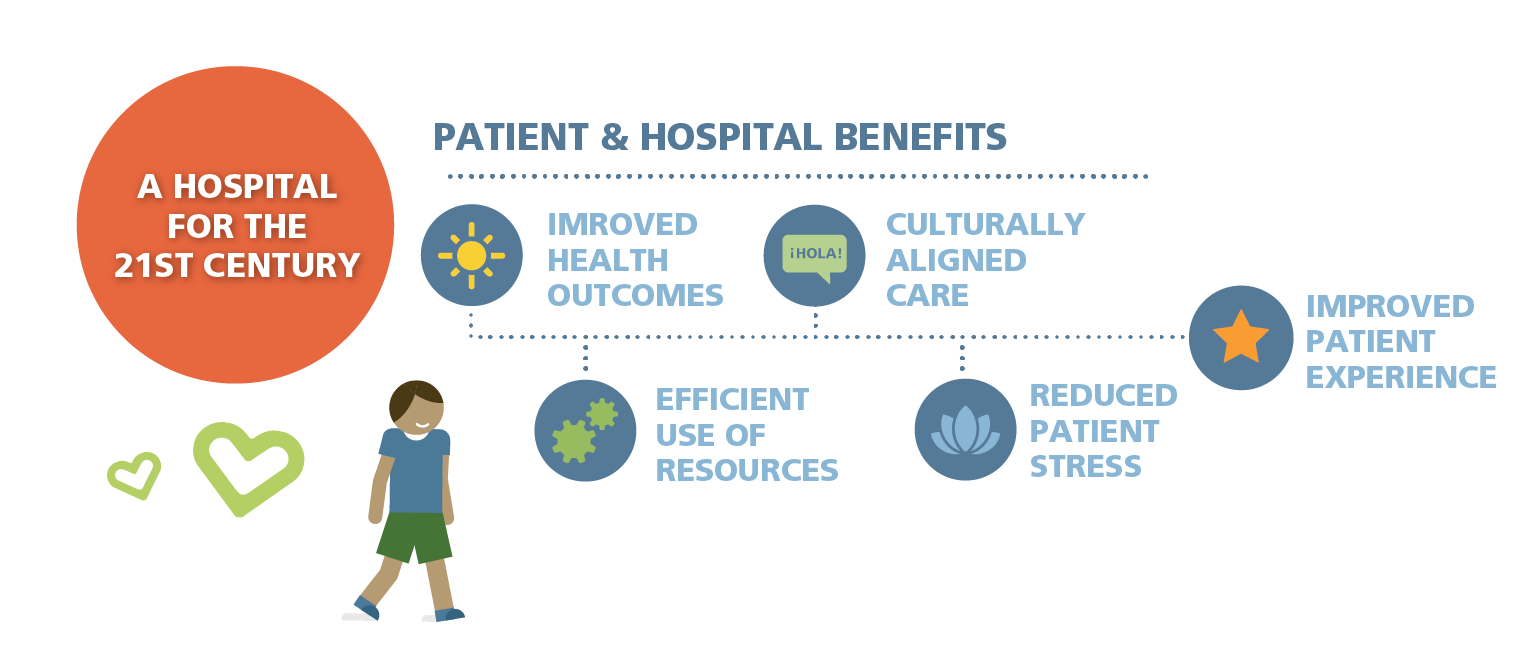 A HOSPITAL
FOR THE
21ST CENTURY
PATIENT & HOSPITAL BENEFITS
IMROVED
HEALTH
OUTCOMES
¡HOLA!
CULTURALLY
ALIGNED
CARE
IMPROVED
PATIENT
EXPERIENCE
EFFICIENT
USE OF
RESOURCES
REDUCED
PATIENT
STRESS